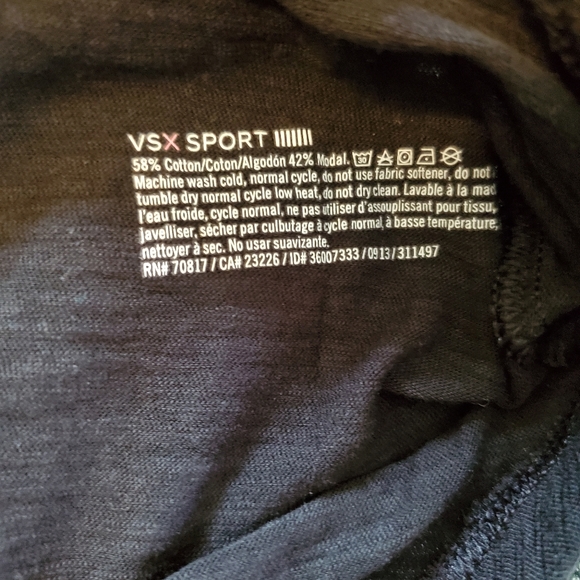 VSX SPORT
58% Cotton/Coton/Algodón 42% Modal. 30
Machine wash cold, normal cycle, do not use fabric softener, do not
tumble dry normal cycle low heat, do not dry clean. Lavable à la
l'eau froide, cycle normal, ne pas utiliser d'assouplissant pour tissu,
javelliser, sécher par culbutage à cycle normal à basse température,
nettoyer à sec. No usar suavizante.
RN# 70817 / CA# 23226 / ID# 36007333 / 0913 / 311497